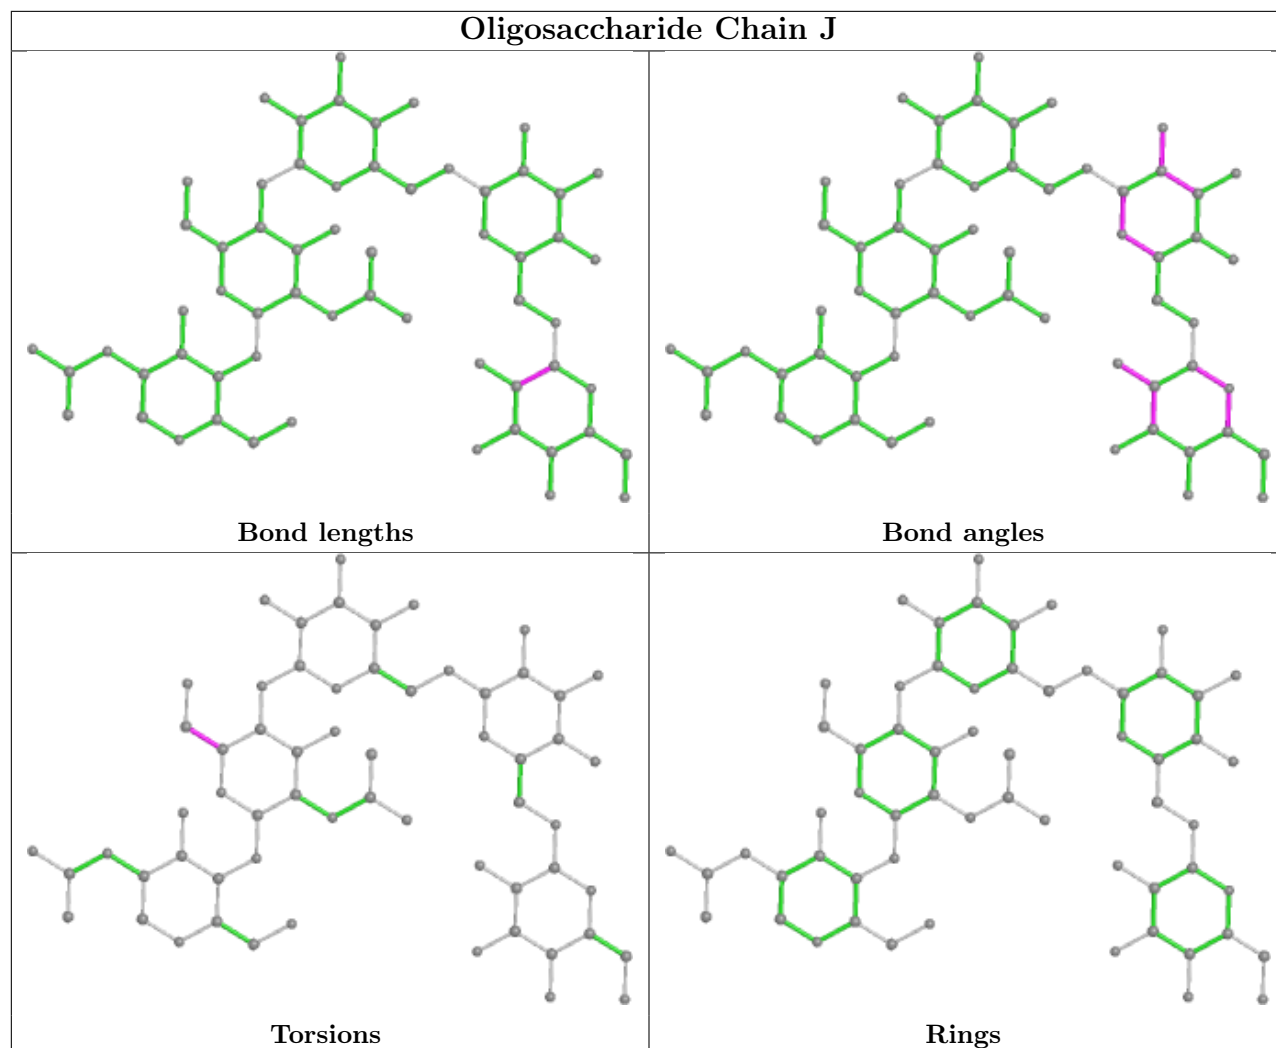 Oligosaccharide Chain J
Bond lengths
Bond angles
Torsions
Rings